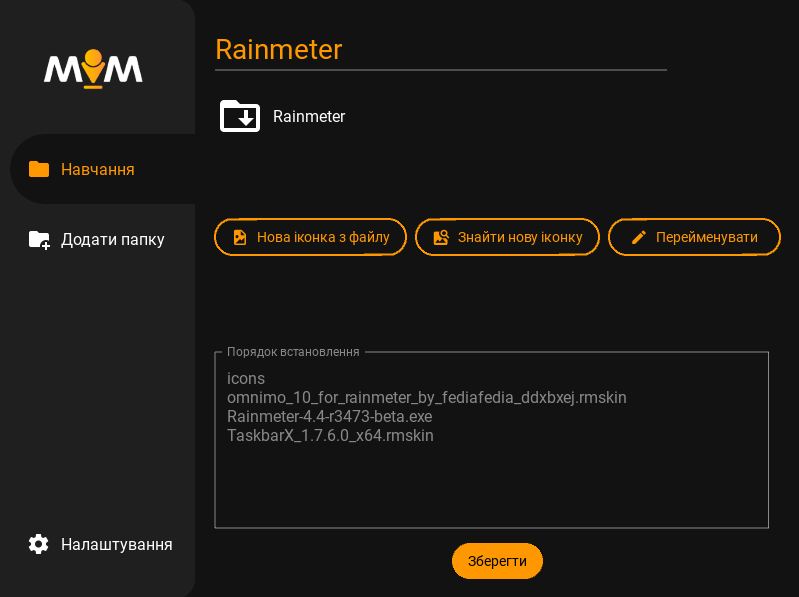 MVM
Rainmeter
Rainmeter
Навчання
Додати папку
Нова іконка з файлу
Знайти нову іконку
Перейменувати
Порядок встановлення
icons
omnimo_10_for_rainmeter_by_fediafedia_ddxbxej.rmskin
Rainmeter-4.4-r3473-beta.exe
TaskbarX_1.7.6.0_x64.rmskin
Налаштування
Зберегти